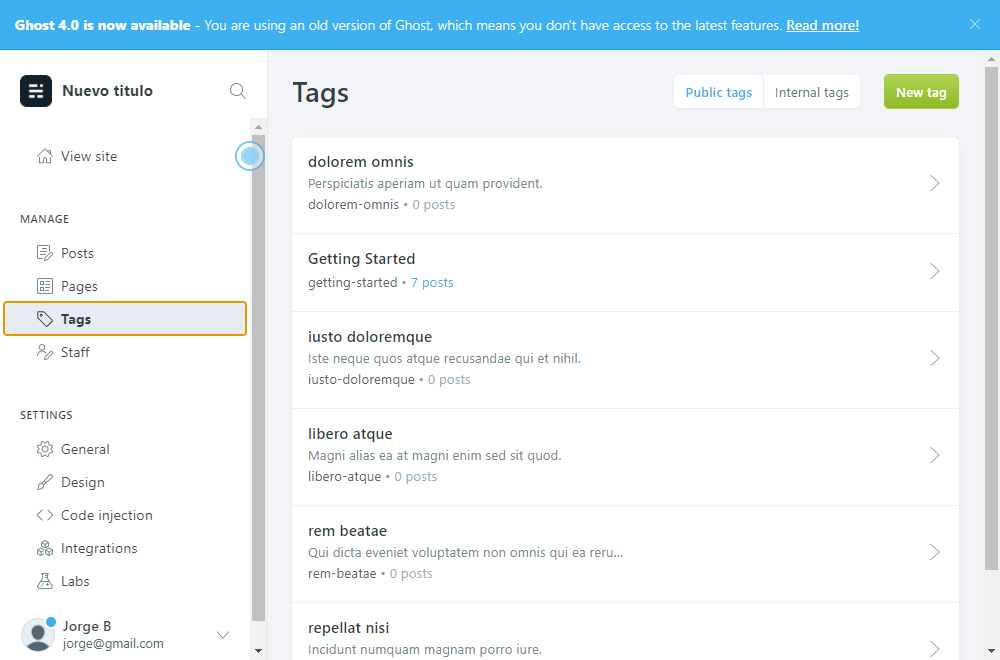 Ghost 4.0 is now available - You are using an old version of Ghost, which means you don't have access to the latest features. Read more!
Nuevo titulo
View site
MANAGE
Posts
Pages
Tags
Staff
SETTINGS
General
Design
Code injection
Integrations
Labs
Jorge B
jorge@gmail.com
Tags
Public tags
Internal tags
New tag
dolorem omnis
Perspiciatis aperiam ut quam provident.
dolorem-omnis • 0 posts
Getting Started
getting-started • 7 posts
iusto doloremque
Iste neque quos atque recusandae qui et nihil.
iusto-doloremque • 0 posts
libero atque
Magni alias ea at magni enim sed sit quod.
libero-atque • 0 posts
rem beatae
Qui dicta eveniet voluptatem non omnis qui ea reru...
rem-beatae • 0 posts
repellat nisi
Incidunt numquam magnam porro iure.